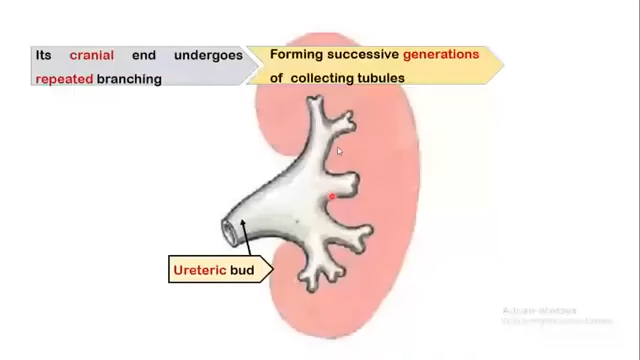 Its cranial end undergoes
repeated branching
Forming successive generations
of collecting tubules
Ureteric bud